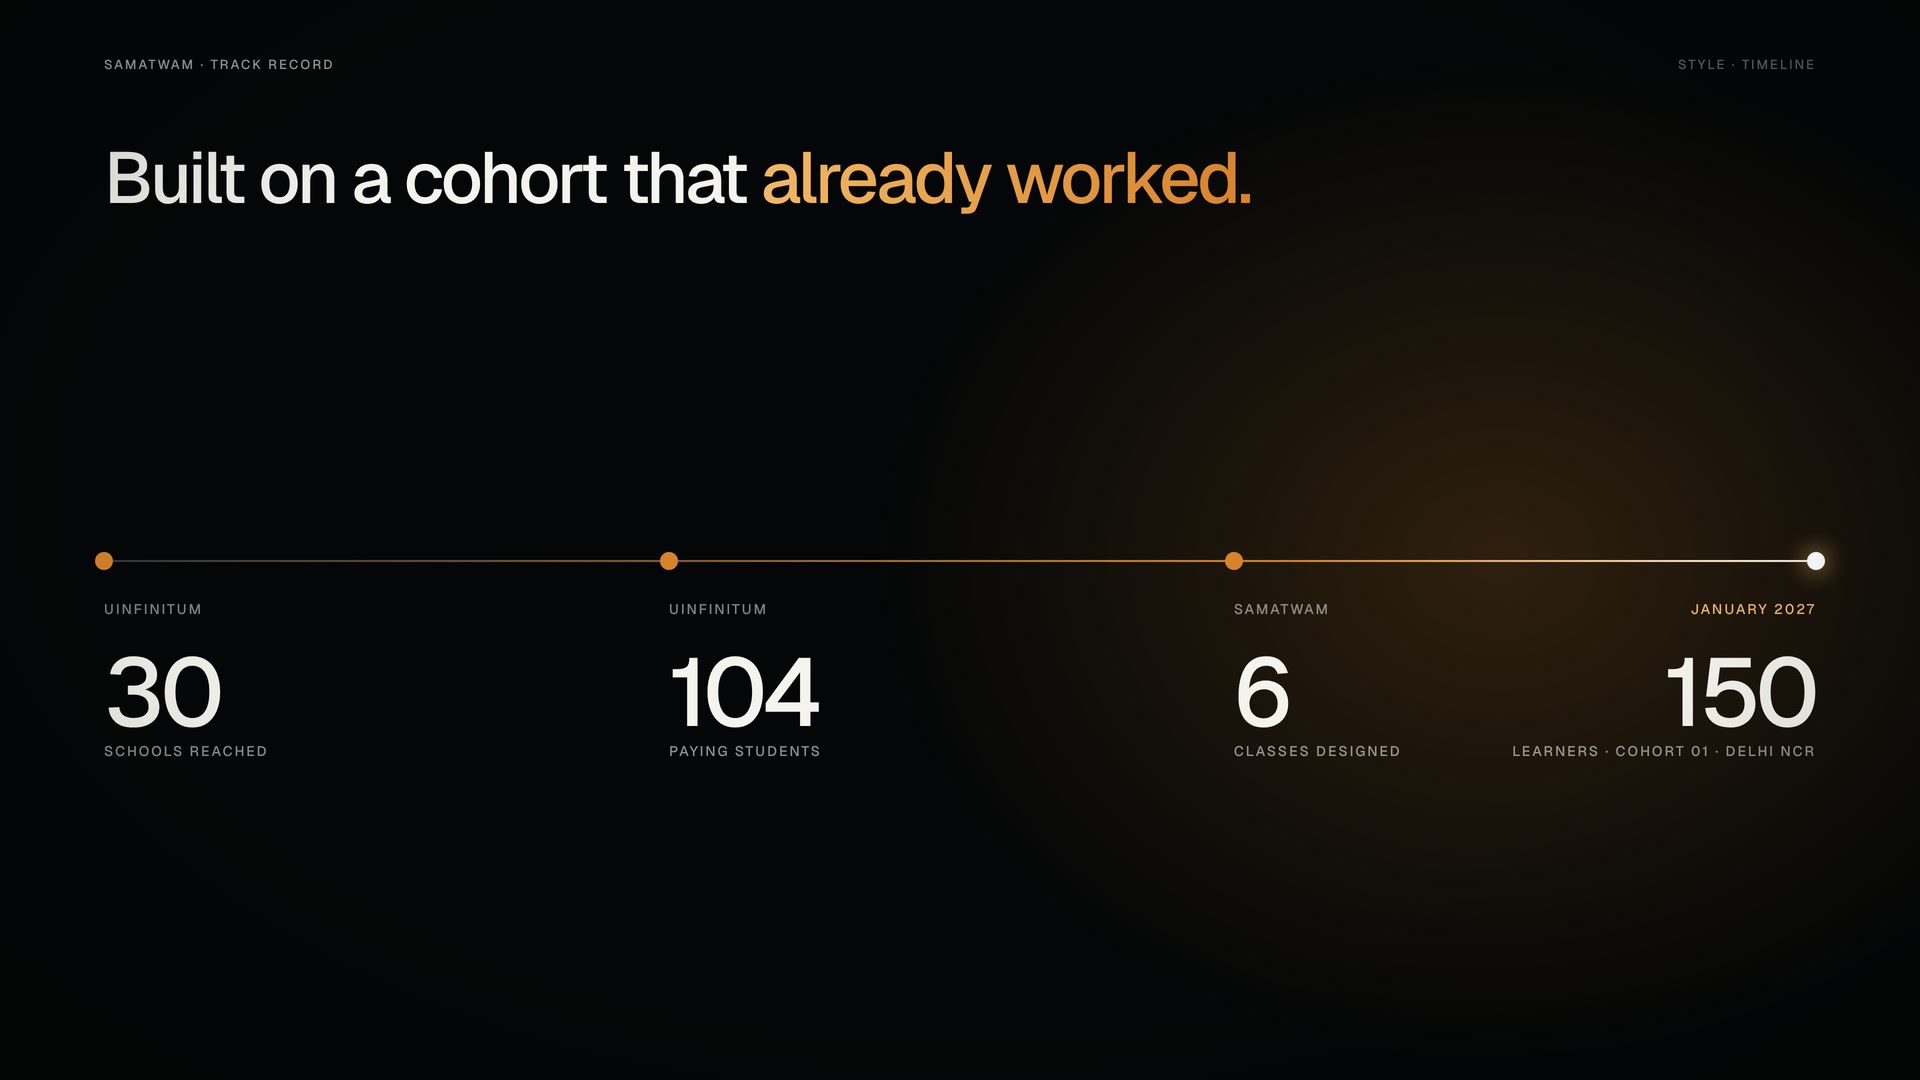 SAMATWAM · TRACK RECORD
STYLE · TIMELINE
Built on a cohort that already worked.
UINFINITUM
30
SCHOOLS REACHED
UINFINITUM
104
PAYING STUDENTS
SAMATWAM
6
CLASSES DESIGNED
JANUARY 2027
150
LEARNERS · COHORT 01 · DELHI NCR